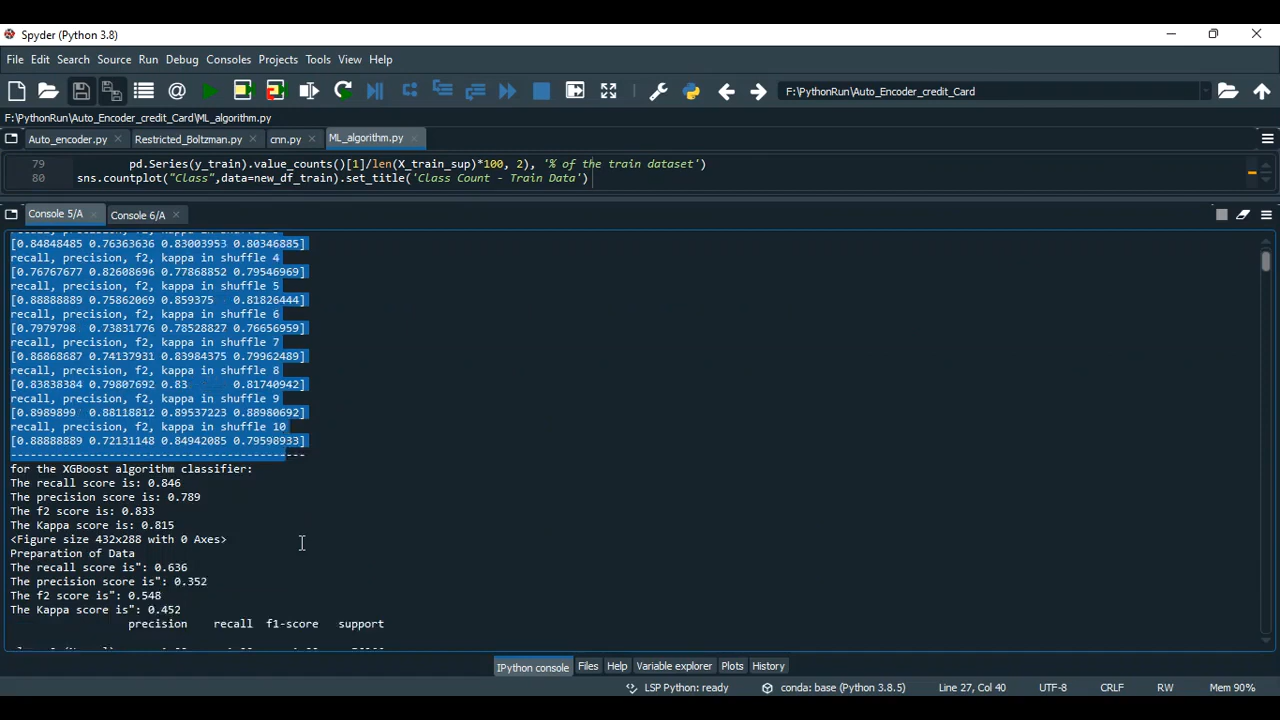 Spyder (Python 3.8)
File Edit Search Source Run Debug Consoles Projects Tools View Help
F:\PythonRun\Auto_Encoder_credit_Card
F:\PythonRun\Auto_Encoder_credit_Card\ML_algorithm.py
Auto_encoder.py Restricted_Boltzman.py cnn.py ML_algorithm.py
79 pd.Series(y_train).value_counts()[1]/len(X_train_sup)*100, 2), '% of the train dataset')
80 sns.countplot("Class",data=new_df_train).set_title('Class Count - Train Data')
Console 5/A Console 6/A
recall, precision, f2, kappa in shuffle
[0.84848485 0.76363636 0.83003953 0.80346885]
recall, precision, f2, kappa in shuffle 4
[0.76767677 0.82608696 0.77868852 0.79546969]
recall, precision, f2, kappa in shuffle 5
[0.88888889 0.75862069 0.859375 0.81826444]
recall, precision, f2, kappa in shuffle 6
[0.7979798 0.73831776 0.78528827 0.76656959]
recall, precision, f2, kappa in shuffle 7
[0.86868687 0.74137931 0.83984375 0.79962489]
recall, precision, f2, kappa in shuffle 8
[0.83838384 0.79807692 0.83 0.81740942]
recall, precision, f2, kappa in shuffle 9
[0.8989899 0.88118812 0.89537223 0.88980692]
recall, precision, f2, kappa in shuffle 10
[0.88888889 0.72131148 0.84942085 0.79598933]
---------------------------------------------
for the XGBoost algorithm classifier:
The recall score is: 0.846
The precision score is: 0.789
The f2 score is: 0.833
The Kappa score is: 0.815
<Figure size 432x288 with 0 Axes>
Preparation of Data
The recall score is": 0.636
The precision score is": 0.352
The f2 score is": 0.548
The Kappa score is": 0.452
precision recall f1-score support
IPython console Files Help Variable explorer Plots History
LSP Python: ready conda: base (Python 3.8.5) Line 27, Col 40 UTF-8 CRLF RW Mem 90%